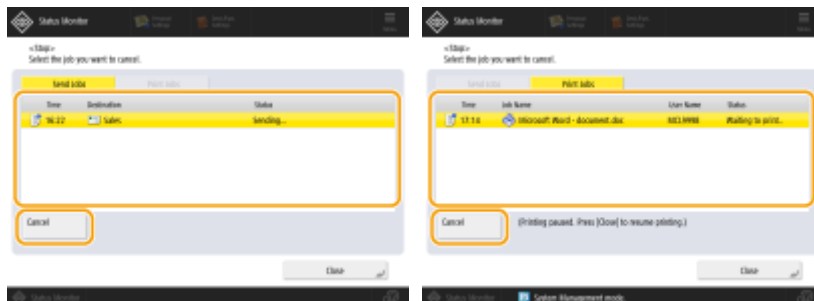 Status Monitor
<Stop>
Select the job you want to cancel.
Send Jobs Print Jobs
Time Destination Status
16:22 Sales Sending...
Cancel
Close
Status Monitor
Status Monitor
<Stop>
Select the job you want to cancel.
Send Jobs Print Jobs
Time Job Name User Name Status
17:14 Microsoft Word - document.doc Waiting to print..
Cancel (Printing paused. Press [Close] to resume printing.)
Close
Status Monitor System Management mode.